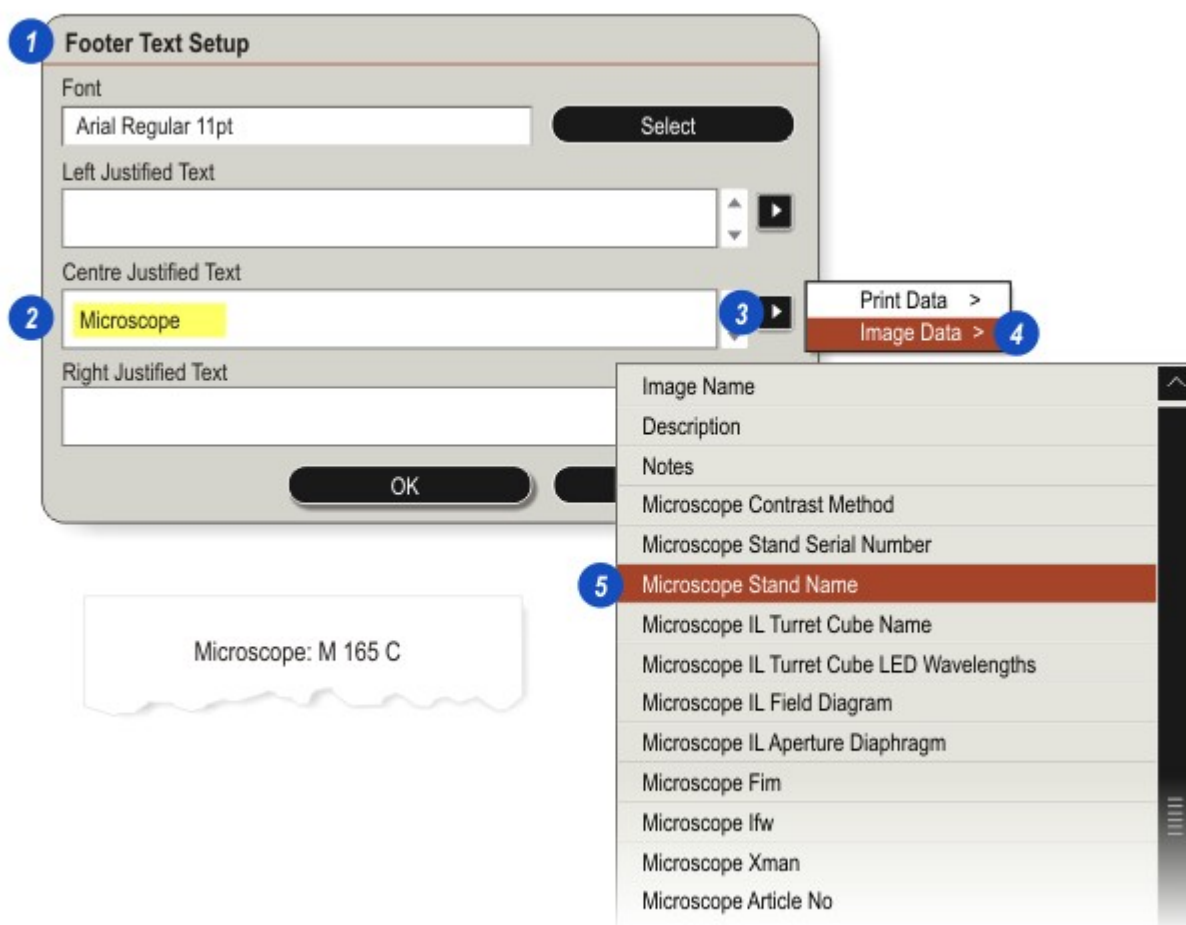 1 Footer Text Setup
Font
Arial Regular 11pt
Select
Left Justified Text
Centre Justified Text
2 Microscope
3
Print Data >
Image Data > 4
Right Justified Text
OK
Image Name
Description
Notes
Microscope Contrast Method
Microscope Stand Serial Number
5 Microscope Stand Name
Microscope IL Turret Cube Name
Microscope IL Turret Cube LED Wavelengths
Microscope IL Field Diagram
Microscope IL Aperture Diaphragm
Microscope Fim
Microscope Ifw
Microscope Xman
Microscope Article No
Microscope: M 165 C